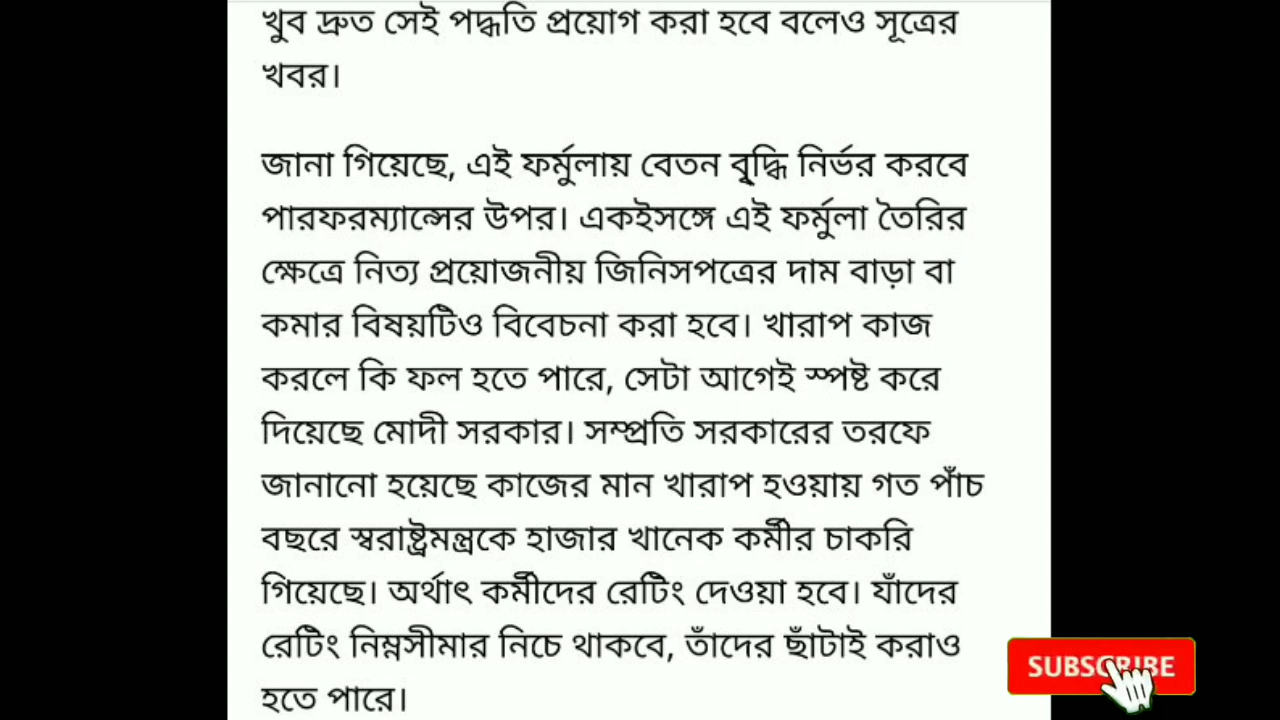 খুব দ্রুত সেই পদ্ধতি প্রয়োগ করা হবে বলেও সূত্রের
খবর।
জানা গিয়েছে, এই ফর্মুলায় বেতন বৃ্দ্ধি নির্ভর করবে
পারফরম্যান্সের উপর। একইসঙ্গে এই ফর্মুলা তৈরির
ক্ষেত্রে নিত্য প্রয়োজনীয় জিনিসপত্রের দাম বাড়া বা
কমার বিষয়টিও বিবেচনা করা হবে। খারাপ কাজ
করলে কি ফল হতে পারে, সেটা আগেই স্পষ্ট করে
দিয়েছে মোদী সরকার। সম্প্রতি সরকারের তরফে
জানানো হয়েছে কাজের মান খারাপ হওয়ায় গত পাঁচ
বছরে স্বরাষ্ট্রমন্ত্রকে হাজার খানেক কর্মীর চাকরি
গিয়েছে। অর্থাৎ কর্মীদের রেটিং দেওয়া হবে। যাঁদের
রেটিং নিম্নসীমার নিচে থাকবে, তাঁদের ছাঁটাই করাও
হতে পারে।
SUBSCRIBE